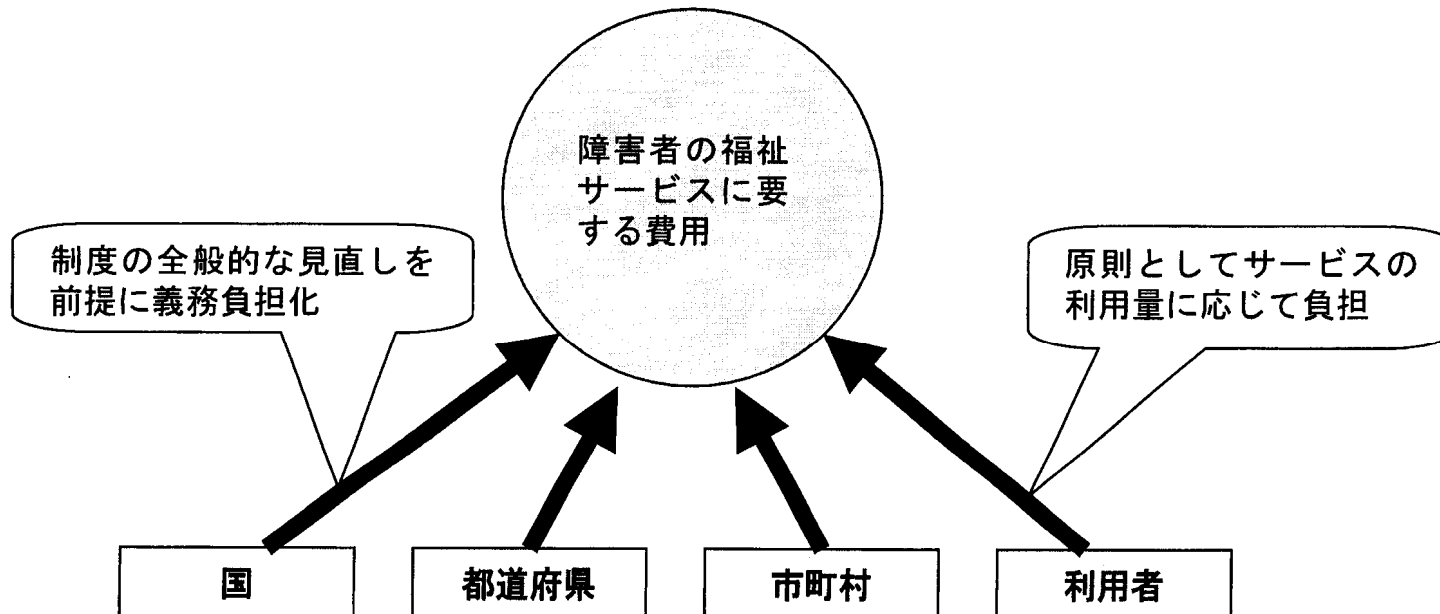 障害者の福祉
サービスに要
する費用
制度の全般的な見直しを
前提に義務負担化
原則としてサービスの
利用量に応じて負担
国
都道府県
市町村
利用者